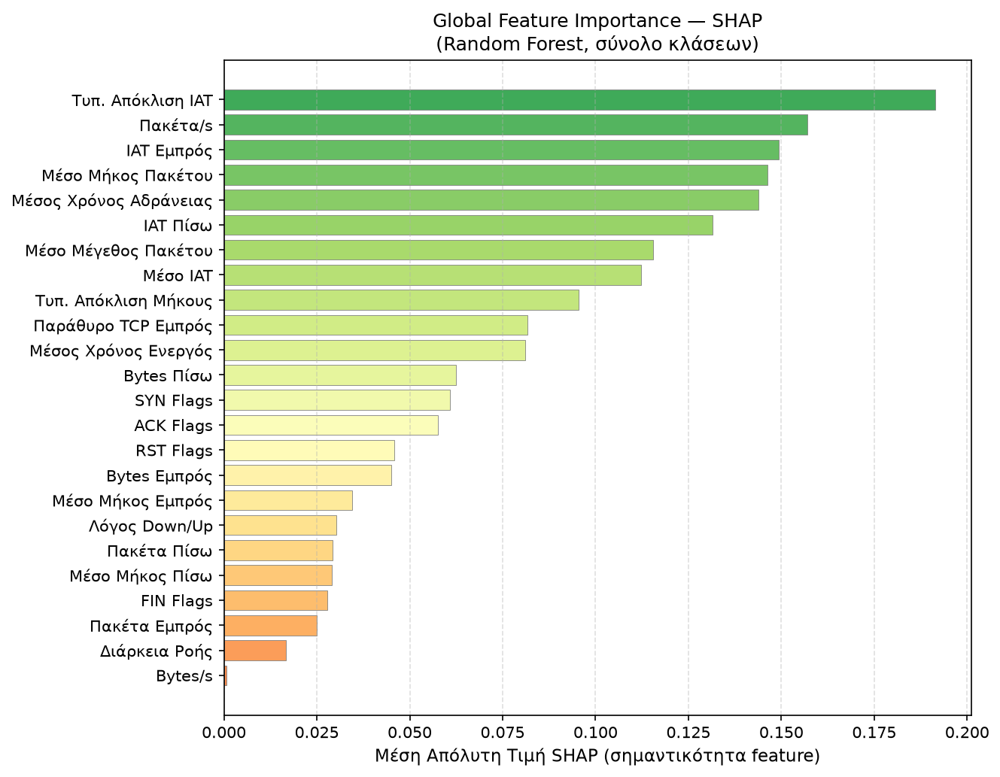 Global Feature Importance — SHAP
(Random Forest, σύνολο κλάσεων)
Τυπ. Απόκλιση IAT
Πακέτα/s
IAT Εμπρός
Μέσο Μήκος Πακέτου
Μέσος Χρόνος Αδράνειας
IAT Πίσω
Μέσο Μέγεθος Πακέτου
Μέσο IAT
Τυπ. Απόκλιση Μήκους
Παράθυρο TCP Εμπρός
Μέσος Χρόνος Ενεργός
Bytes Πίσω
SYN Flags
ACK Flags
RST Flags
Bytes Εμπρός
Μέσο Μήκος Εμπρός
Λόγος Down/Up
Πακέτα Πίσω
Μέσο Μήκος Πίσω
FIN Flags
Πακέτα Εμπρός
Διάρκεια Ροής
Bytes/s
0.000 0.025 0.050 0.075 0.100 0.125 0.150 0.175 0.200
Μέση Απόλυτη Τιμή SHAP (σημαντικότητα feature)